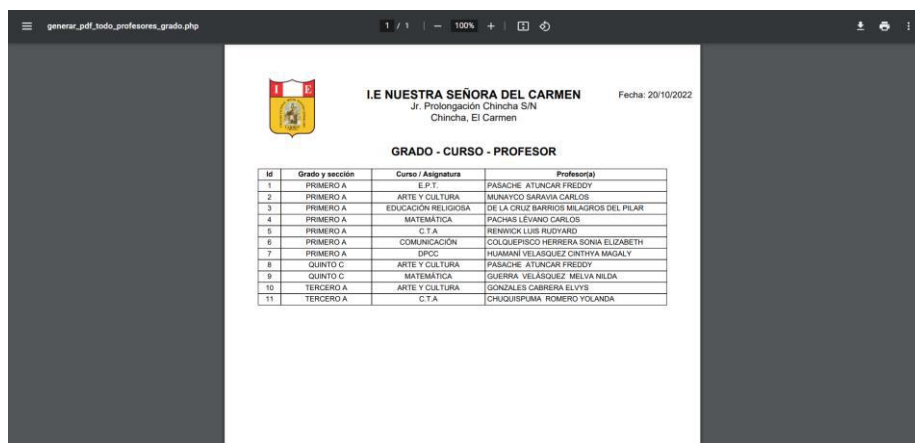 generar_pdf_todo_profesores_grado.php 1 / 1 100%
I E
I.E NUESTRA SEÑORA DEL CARMEN Fecha: 20/10/2022
Jr. Prolongación Chincha S/N
Chincha, El Carmen
GRADO - CURSO - PROFESOR
Id Grado y sección Curso / Asignatura Profesor(a)
1 PRIMERO A E.P.T. PASACHE ATUNCAR FREDDY
2 PRIMERO A ARTE Y CULTURA MUNAYCO SARAVIA CARLOS
3 PRIMERO A EDUCACIÓN RELIGIOSA DE LA CRUZ BARRIOS MILAGROS DEL PILAR
4 PRIMERO A MATEMÁTICA PACHAS LÉVANO CARLOS
5 PRIMERO A C.T.A RENWICK LUIS RUDYARD
6 PRIMERO A COMUNICACIÓN COLQUEPISCO HERRERA SONIA ELIZABETH
7 PRIMERO A DPCC HUAMANÍ VELASQUEZ CINTHYA MAGALY
8 QUINTO C ARTE Y CULTURA PASACHE ATUNCAR FREDDY
9 QUINTO C MATEMÁTICA GUERRA VELÁSQUEZ MELVA NILDA
10 TERCERO A ARTE Y CULTURA GONZALES CABRERA ELVYS
11 TERCERO A C.T.A CHUQUISPUMA ROMERO YOLANDA